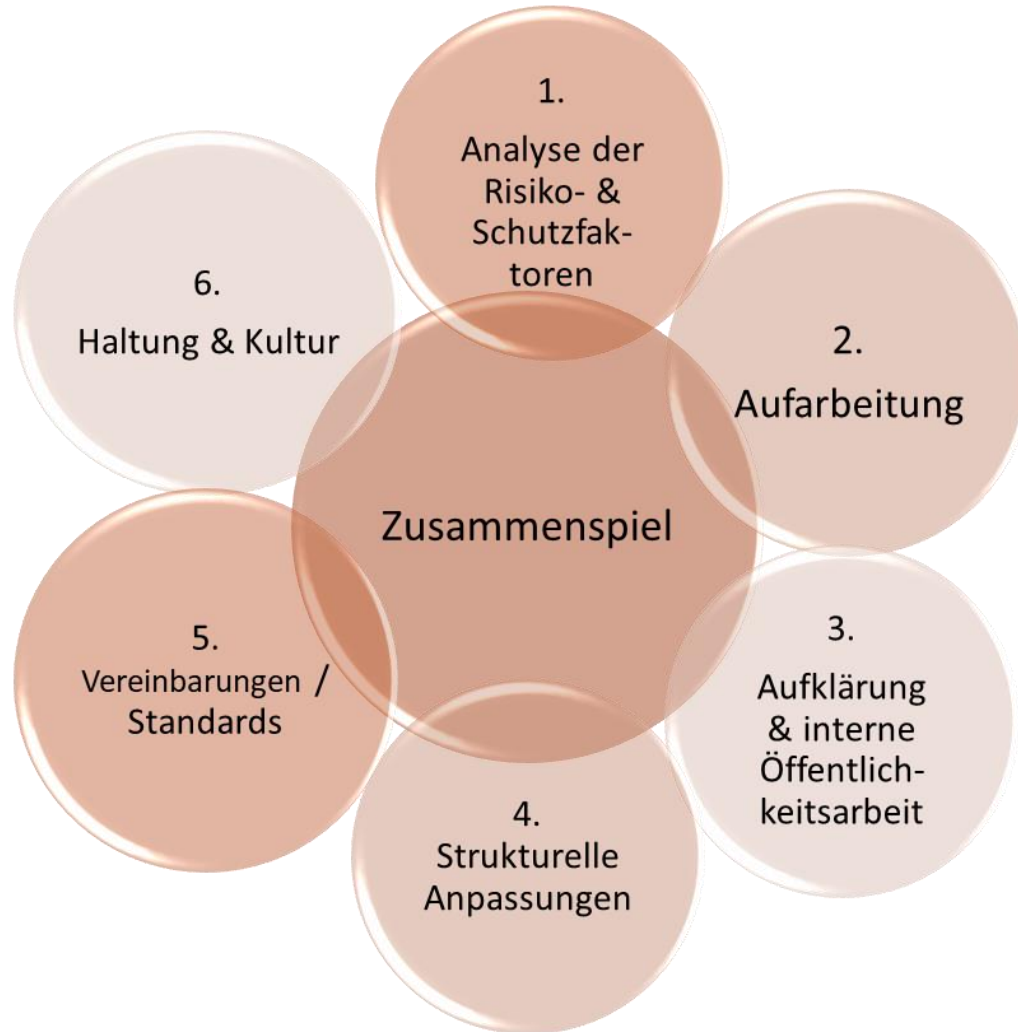 1.
Analyse der
Risiko- &
Schutzfak-
toren
2.
Aufarbeitung
3.
Aufklärung
& interne
Öffentlich-
keitsarbeit
4.
Strukturelle
Anpassungen
5.
Vereinbarungen /
Standards
6.
Haltung & Kultur
Zusammenspiel